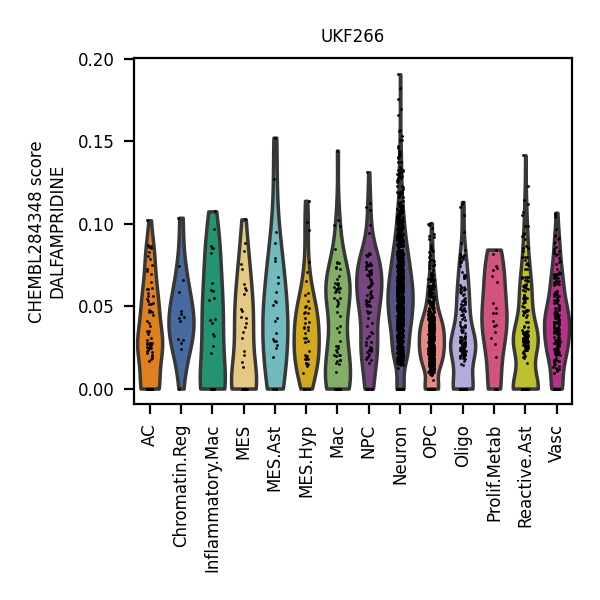 UKF266
CHEMBL284348 score
DALFAMPRIDINE
0.20
0.15
0.10
0.05
0.00
AC
Chromatin.Reg
Inflammatory.Mac
MES
MES.Ast
MES.Hyp
Mac
NPC
Neuron
OPC
Oligo
Prolif.Metab
Reactive.Ast
Vasc